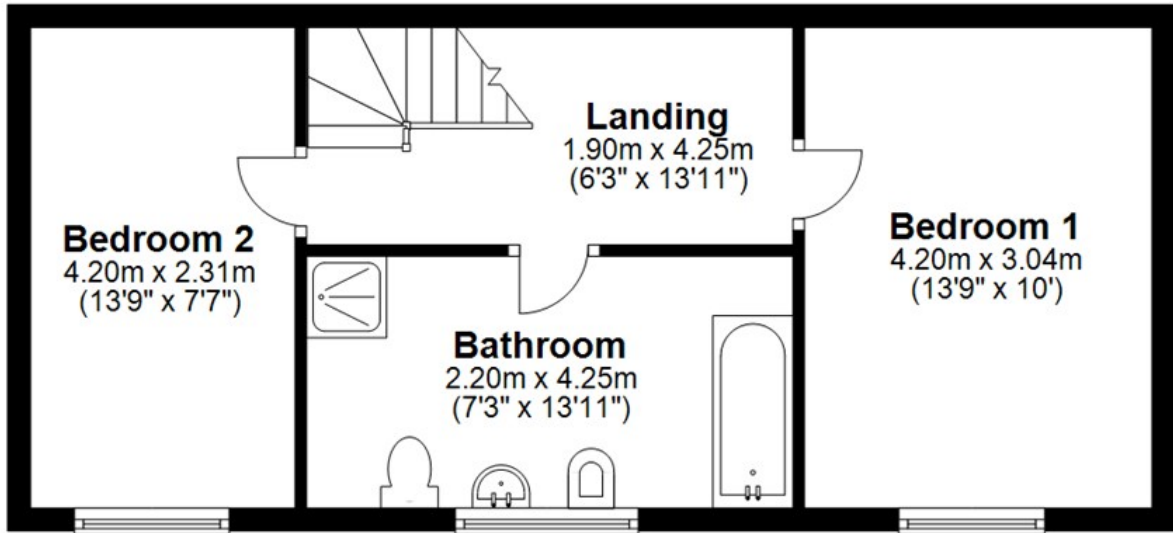 Landing
1.90m x 4.25m
(6'3" x 13'11")
Bedroom 2
4.20m x 2.31m
(13'9" x 7'7")
Bedroom 1
4.20m x 3.04m
(13'9" x 10')
Bathroom
2.20m x 4.25m
(7'3" x 13'11")